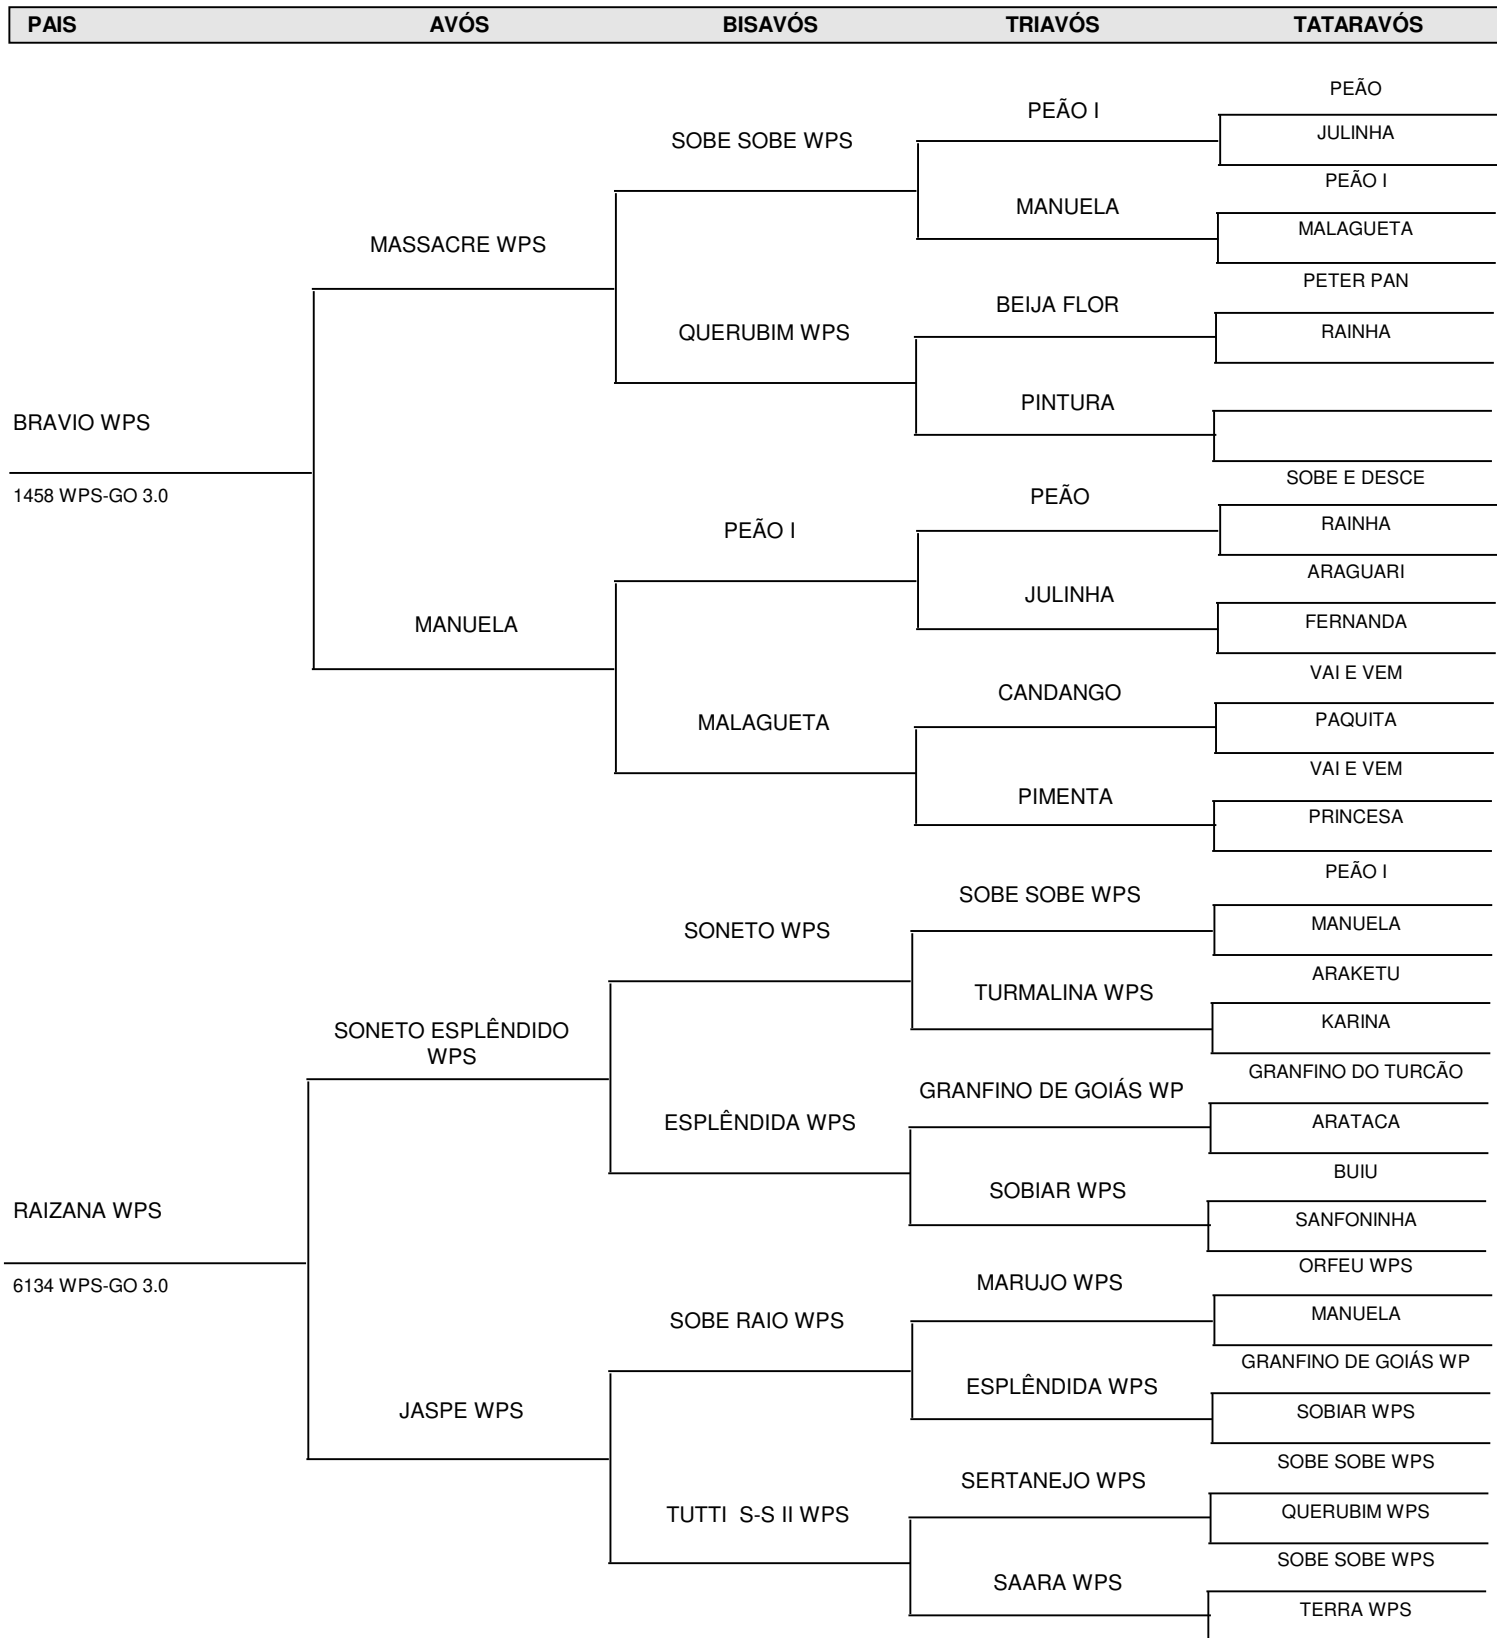 PAIS AVÓS BISAVÓS TRIAVÓS TATARAVÓS
PEÃO
PEÃO I
JULINHA
SOBE SOBE WPS
PEÃO I
MANUELA
MALAGUETA
MASSACRE WPS
PETER PAN
BEIJA FLOR
RAINHA
QUERUBIM WPS
PINTURA
BRAVIO WPS
SOBE E DESCE
1458 WPS-GO 3.0
PEÃO
RAINHA
PEÃO I
ARAGUARI
JULINHA
FERNANDA
MANUELA
VAI E VEM
CANDANGO
PAQUITA
MALAGUETA
VAI E VEM
PIMENTA
PRINCESA
PEÃO I
SOBE SOBE WPS
MANUELA
SONETO WPS
ARAKETU
TURMALINA WPS
KARINA
SONETO ESPLÊNDIDO
WPS
GRANFINO DO TURCÃO
GRANFINO DE GOIÁS WP
ARATACA
ESPLÊNDIDA WPS
BUIU
SOBIAR WPS
RAIZANA WPS
SANFONINHA
ORFEU WPS
6134 WPS-GO 3.0
MARUJO WPS
MANUELA
SOBE RAIO WPS
GRANFINO DE GOIÁS WP
ESPLÊNDIDA WPS
JASPE WPS
SOBIAR WPS
SOBE SOBE WPS
SERTANEJO WPS
QUERUBIM WPS
TUTTI S-S II WPS
SOBE SOBE WPS
SAARA WPS
TERRA WPS